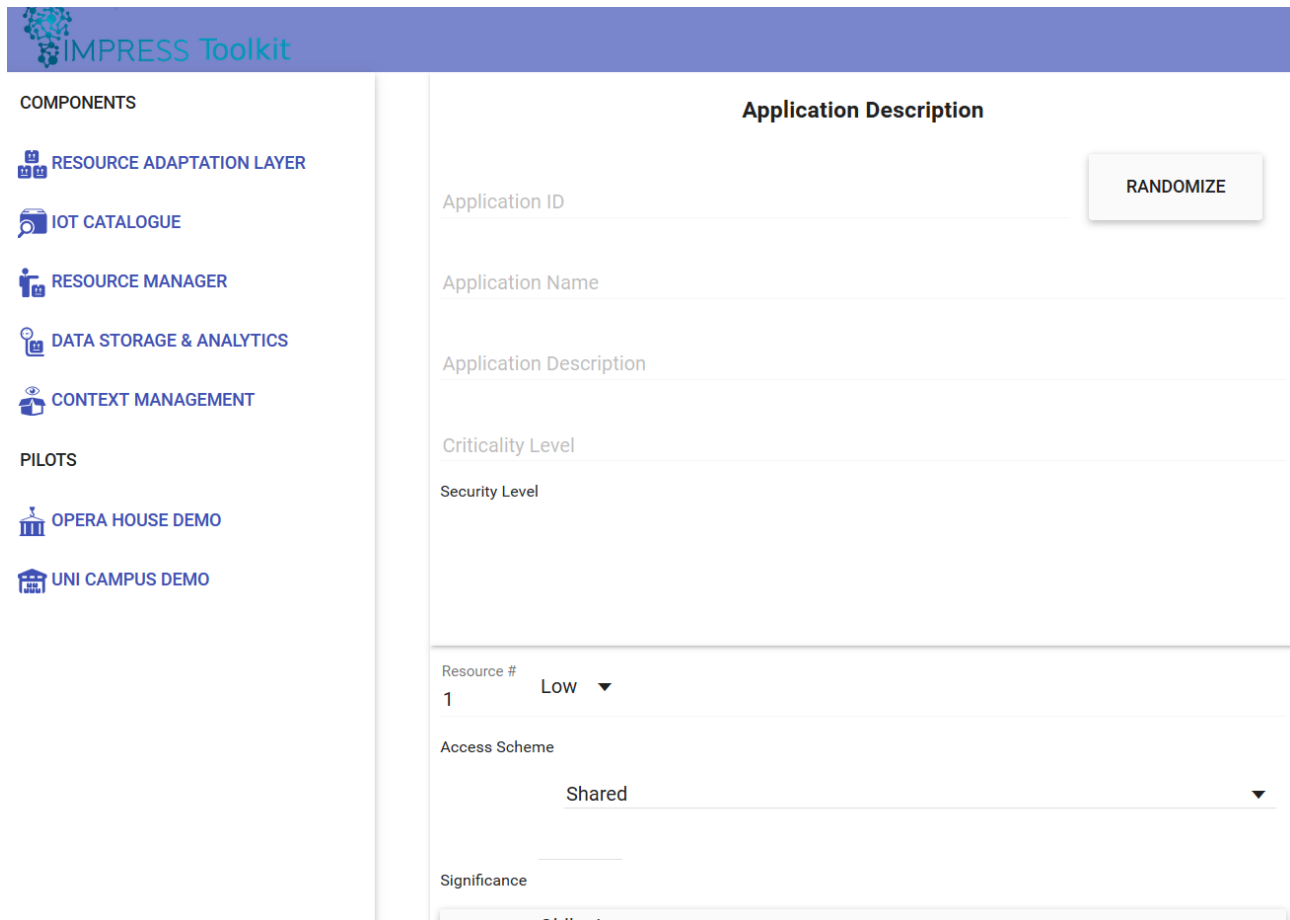 IMPRESS Toolkit
COMPONENTS
RESOURCE ADAPTATION LAYER
IOT CATALOGUE
RESOURCE MANAGER
DATA STORAGE & ANALYTICS
CONTEXT MANAGEMENT
PILOTS
OPERA HOUSE DEMO
UNI CAMPUS DEMO
Application Description
Application ID
RANDOMIZE
Application Name
Application Description
Criticality Level
Security Level
Resource #
1
Low
Access Scheme
Shared
Significance